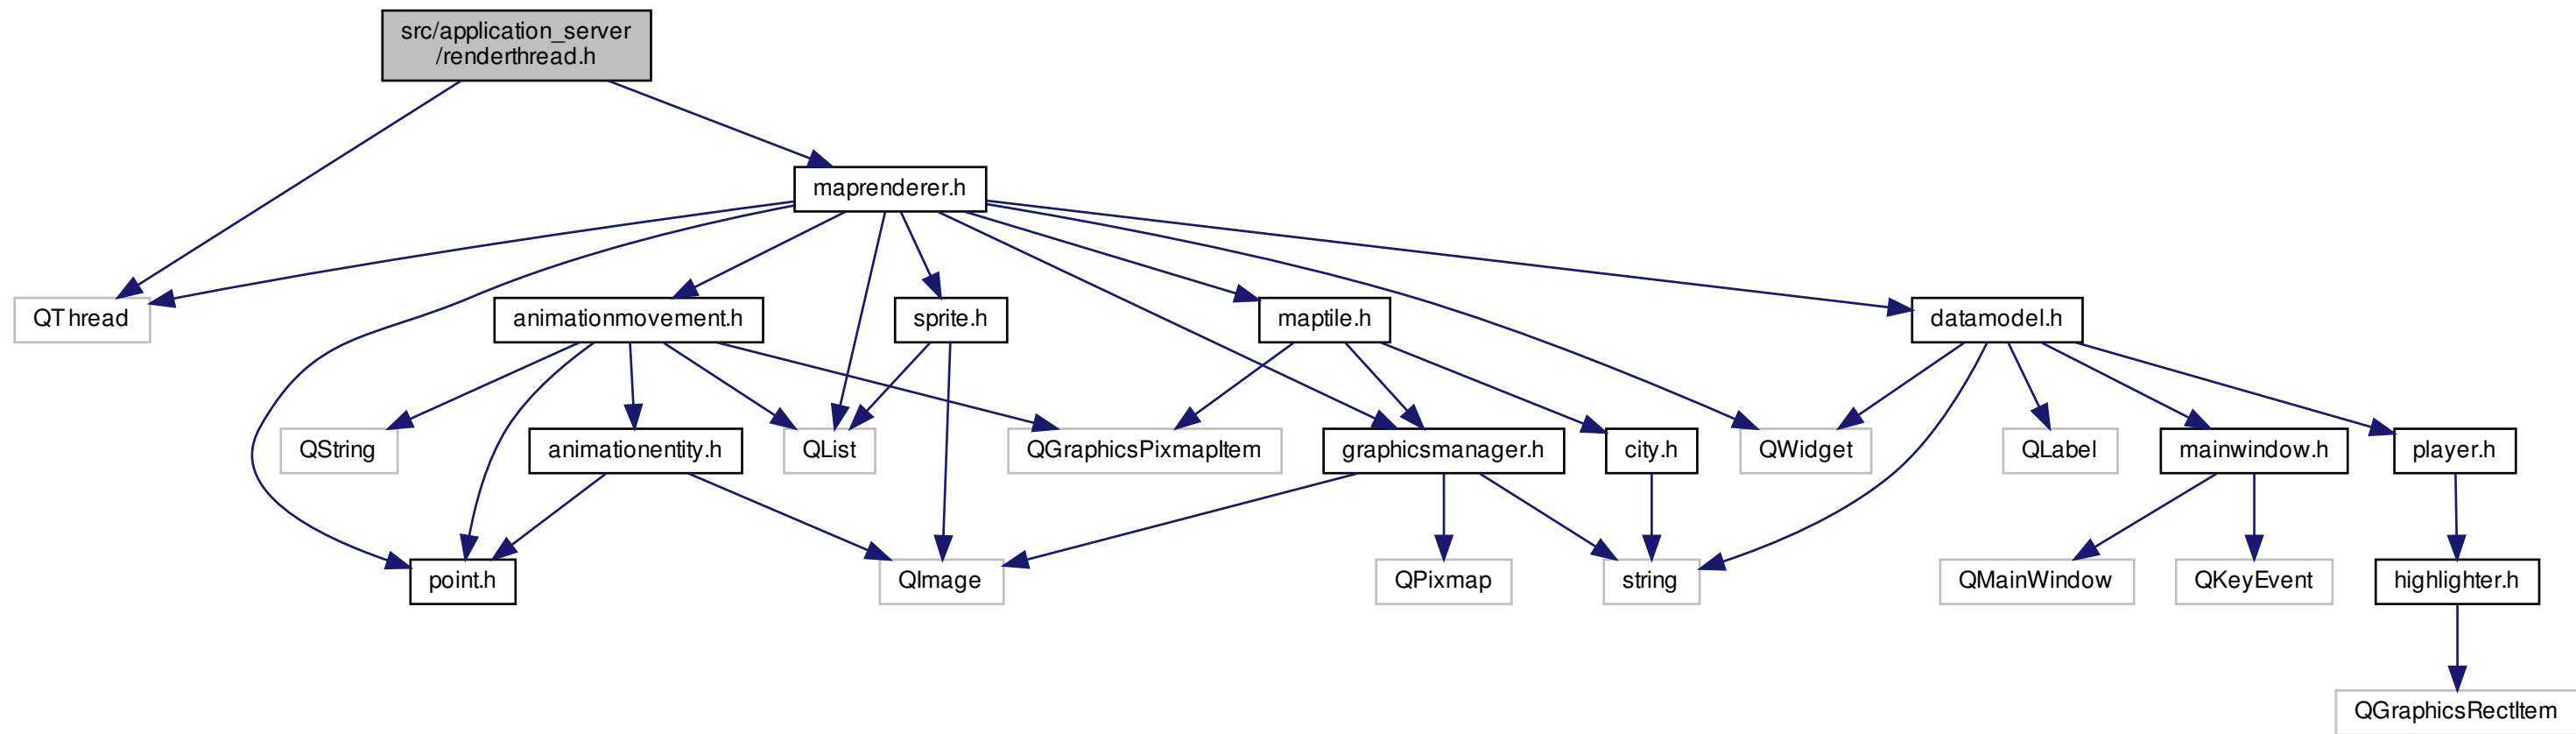 src/application_server
/renderthread.h
maprenderer.h
QThread
animationmovement.h
sprite.h
maptile.h
datamodel.h
QString
animationentity.h
QList
QGraphicsPixmapItem
graphicsmanager.h
city.h
QWidget
QLabel
mainwindow.h
player.h
point.h
QImage
QPixmap
string
QMainWindow
QKeyEvent
highlighter.h
QGraphicsRectItem